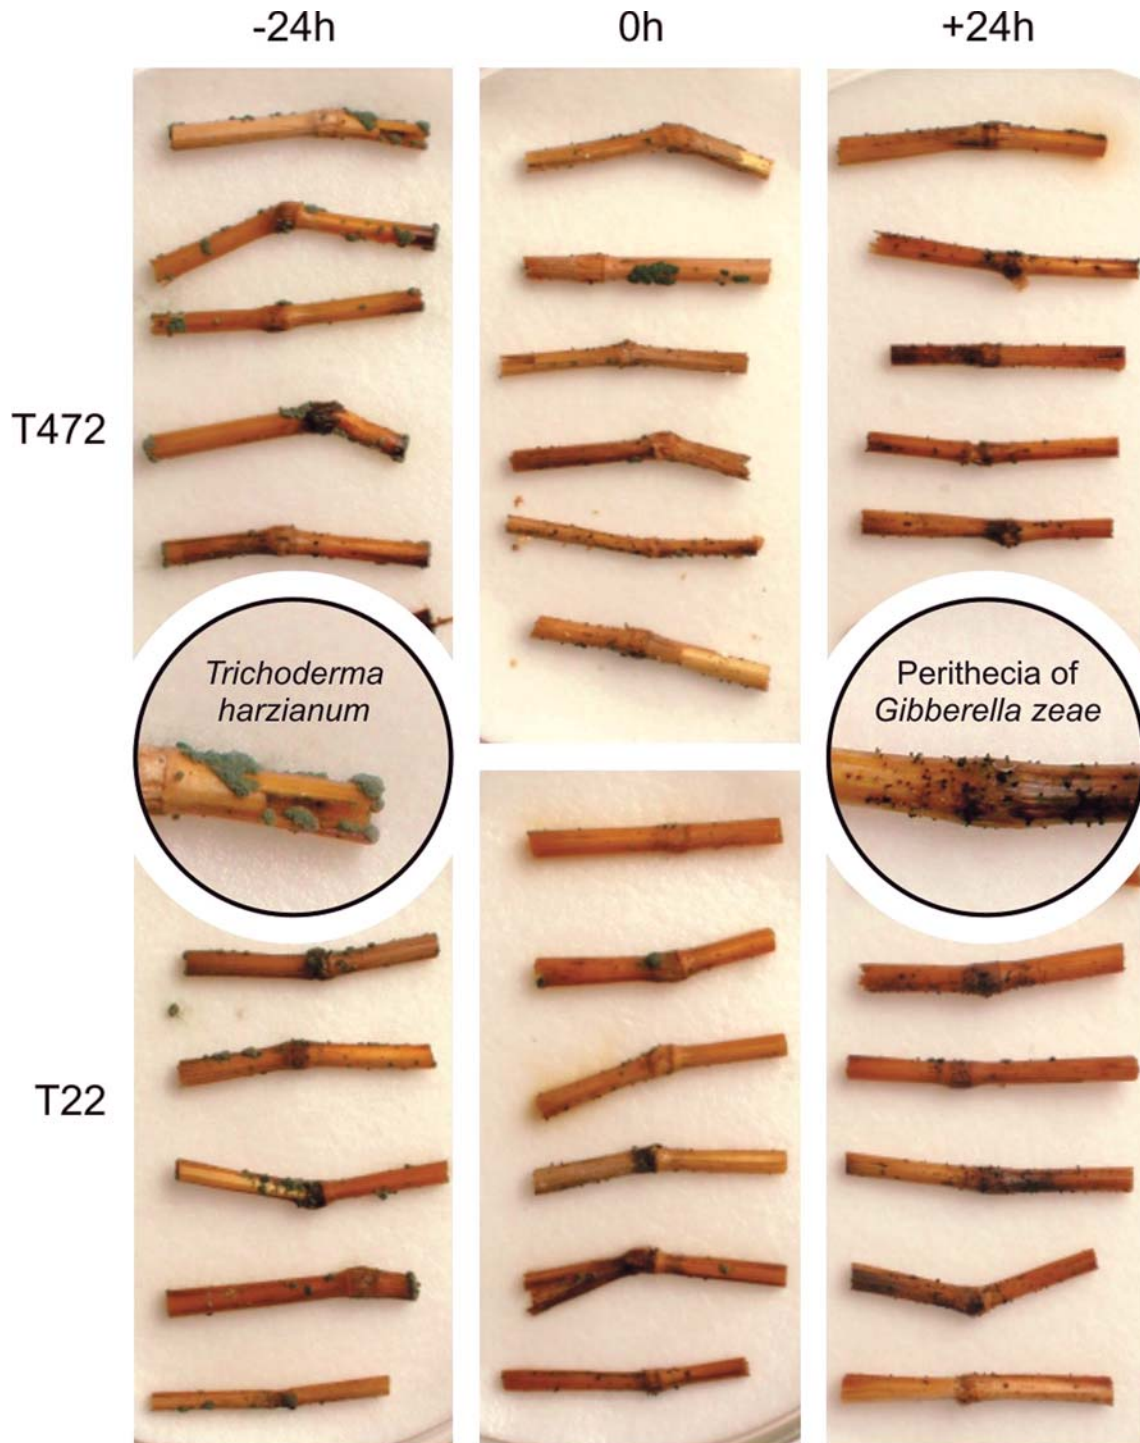 -24h
0h
+24h
T472
Trichoderma
harzianum
Perithecia of
Gibberella zeae
T22